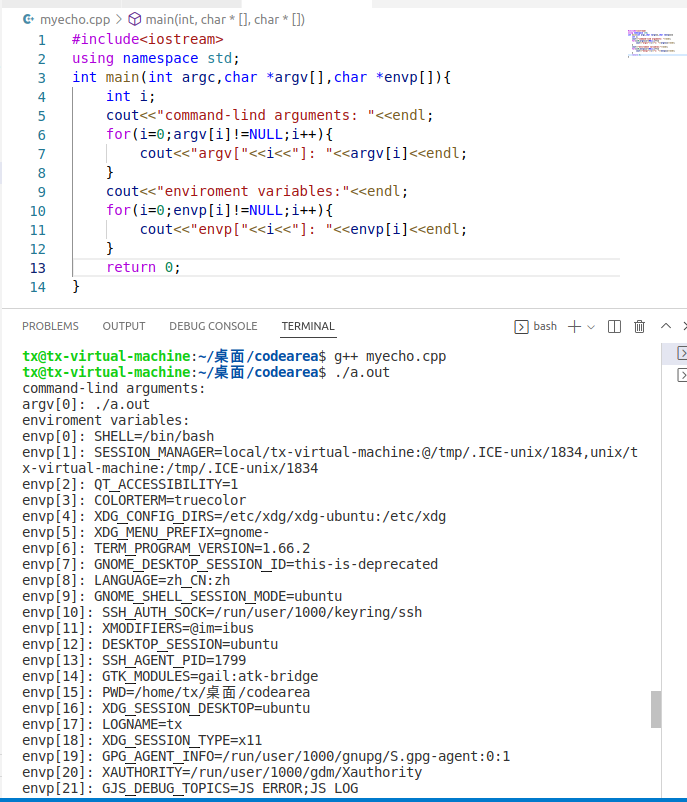 myecho.cpp > main(int, char * [], char * [])
1 #include<iostream>
2 using namespace std;
3 int main(int argc,char *argv[],char *envp[]){
4     int i;
5     cout<<"command-lind arguments: "<<endl;
6     for(i=0;argv[i]!=NULL;i++){
7         cout<<"argv["<<i<<"]: "<<argv[i]<<endl;
8     }
9     cout<<"enviroment variables:"<<endl;
10     for(i=0;envp[i]!=NULL;i++){
11         cout<<"envp["<<i<<"]: "<<envp[i]<<endl;
12     }
13     return 0;
14 }
PROBLEMS OUTPUT DEBUG CONSOLE TERMINAL bash
tx@tx-virtual-machine:~/桌面/codearea$ g++ myecho.cpp
tx@tx-virtual-machine:~/桌面/codearea$ ./a.out
command-lind arguments:
argv[0]: ./a.out
enviroment variables:
envp[0]: SHELL=/bin/bash
envp[1]: SESSION_MANAGER=local/tx-virtual-machine:@/tmp/.ICE-unix/1834,unix/t
x-virtual-machine:/tmp/.ICE-unix/1834
envp[2]: QT_ACCESSIBILITY=1
envp[3]: COLORTERM=truecolor
envp[4]: XDG_CONFIG_DIRS=/etc/xdg/xdg-ubuntu:/etc/xdg
envp[5]: XDG_MENU_PREFIX=gnome-
envp[6]: TERM_PROGRAM_VERSION=1.66.2
envp[7]: GNOME_DESKTOP_SESSION_ID=this-is-deprecated
envp[8]: LANGUAGE=zh_CN:zh
envp[9]: GNOME_SHELL_SESSION_MODE=ubuntu
envp[10]: SSH_AUTH_SOCK=/run/user/1000/keyring/ssh
envp[11]: XMODIFIERS=@im=ibus
envp[12]: DESKTOP_SESSION=ubuntu
envp[13]: SSH_AGENT_PID=1799
envp[14]: GTK_MODULES=gail:atk-bridge
envp[15]: PWD=/home/tx/桌面/codearea
envp[16]: XDG_SESSION_DESKTOP=ubuntu
envp[17]: LOGNAME=tx
envp[18]: XDG_SESSION_TYPE=x11
envp[19]: GPG_AGENT_INFO=/run/user/1000/gnupg/S.gpg-agent:0:1
envp[20]: XAUTHORITY=/run/user/1000/gdm/Xauthority
envp[21]: GJS_DEBUG_TOPICS=JS ERROR;JS LOG